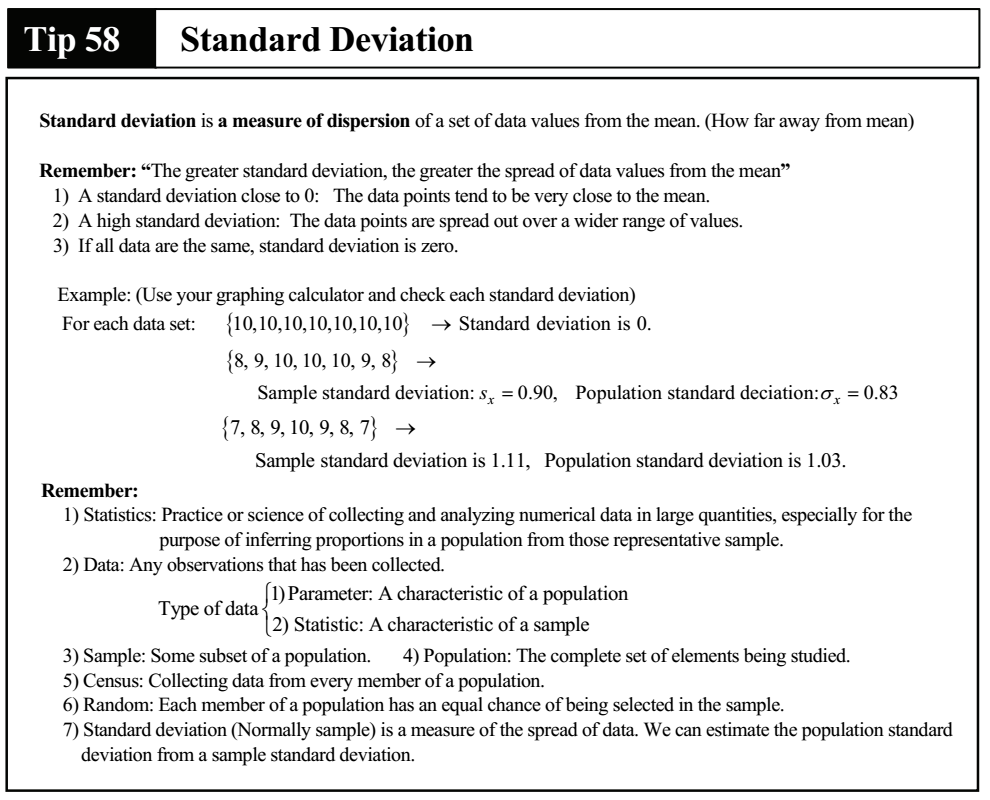 Tip 58 Standard Deviation
Standard deviation is a measure of dispersion of a set of data values from the mean. (How far away from mean)
Remember: “The greater standard deviation, the greater the spread of data values from the mean”
1) A standard deviation close to 0: The data points tend to be very close to the mean.
2) A high standard deviation: The data points are spread out over a wider range of values.
3) If all data are the same, standard deviation is zero.
Example: (Use your graphing calculator and check each standard deviation)
For each data set: {10,10,10,10,10,10,10} → Standard deviation is 0.
{8, 9, 10, 10, 10, 9, 8} →
Sample standard deviation: sₓ = 0.90, Population standard deciation:σₓ = 0.83
{7, 8, 9, 10, 9, 8, 7} →
Sample standard deviation is 1.11, Population standard deviation is 1.03.
Remember:
1) Statistics: Practice or science of collecting and analyzing numerical data in large quantities, especially for the
purpose of inferring proportions in a population from those representative sample.
2) Data: Any observations that has been collected.
Type of data { 1) Parameter: A characteristic of a population
2) Statistic: A characteristic of a sample
3) Sample: Some subset of a population. 4) Population: The complete set of elements being studied.
5) Census: Collecting data from every member of a population.
6) Random: Each member of a population has an equal chance of being selected in the sample.
7) Standard deviation (Normally sample) is a measure of the spread of data. We can estimate the population standard
deviation from a sample standard deviation.